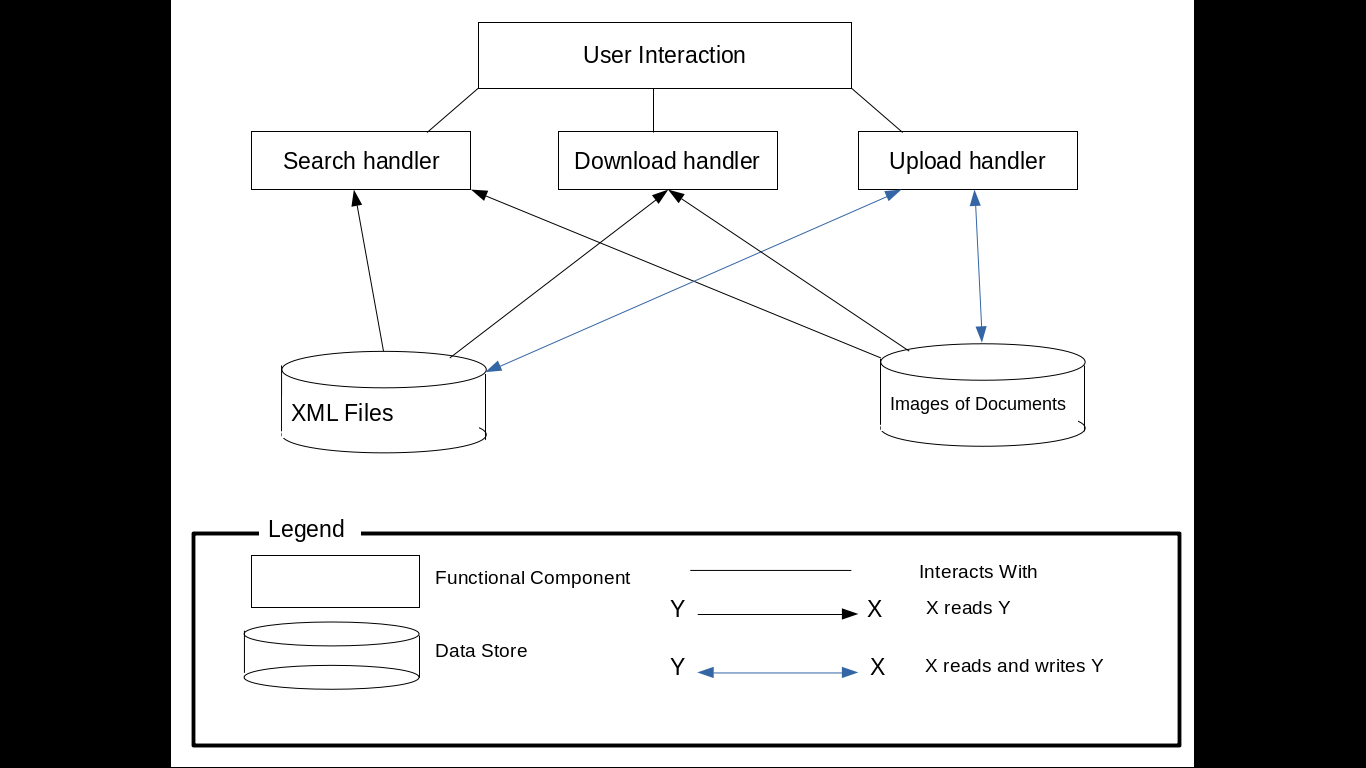 User Interaction
Search handler
Download handler
Upload handler
XML Files
Images of Documents
Legend
Functional Component
Interacts With
Y X X reads Y
Data Store
Y X X reads and writes Y